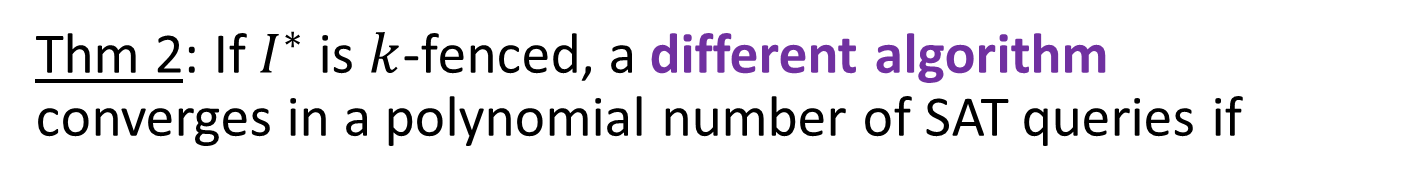 Thm 2: If I* is k-fenced, a different algorithm
converges in a polynomial number of SAT queries if